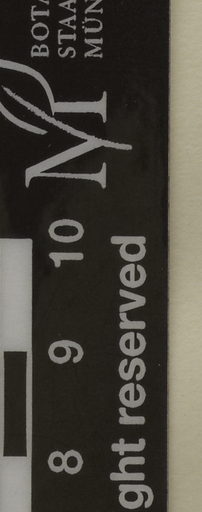 BOTA
STAA
MÜN
M
8 9 10
ght reserved